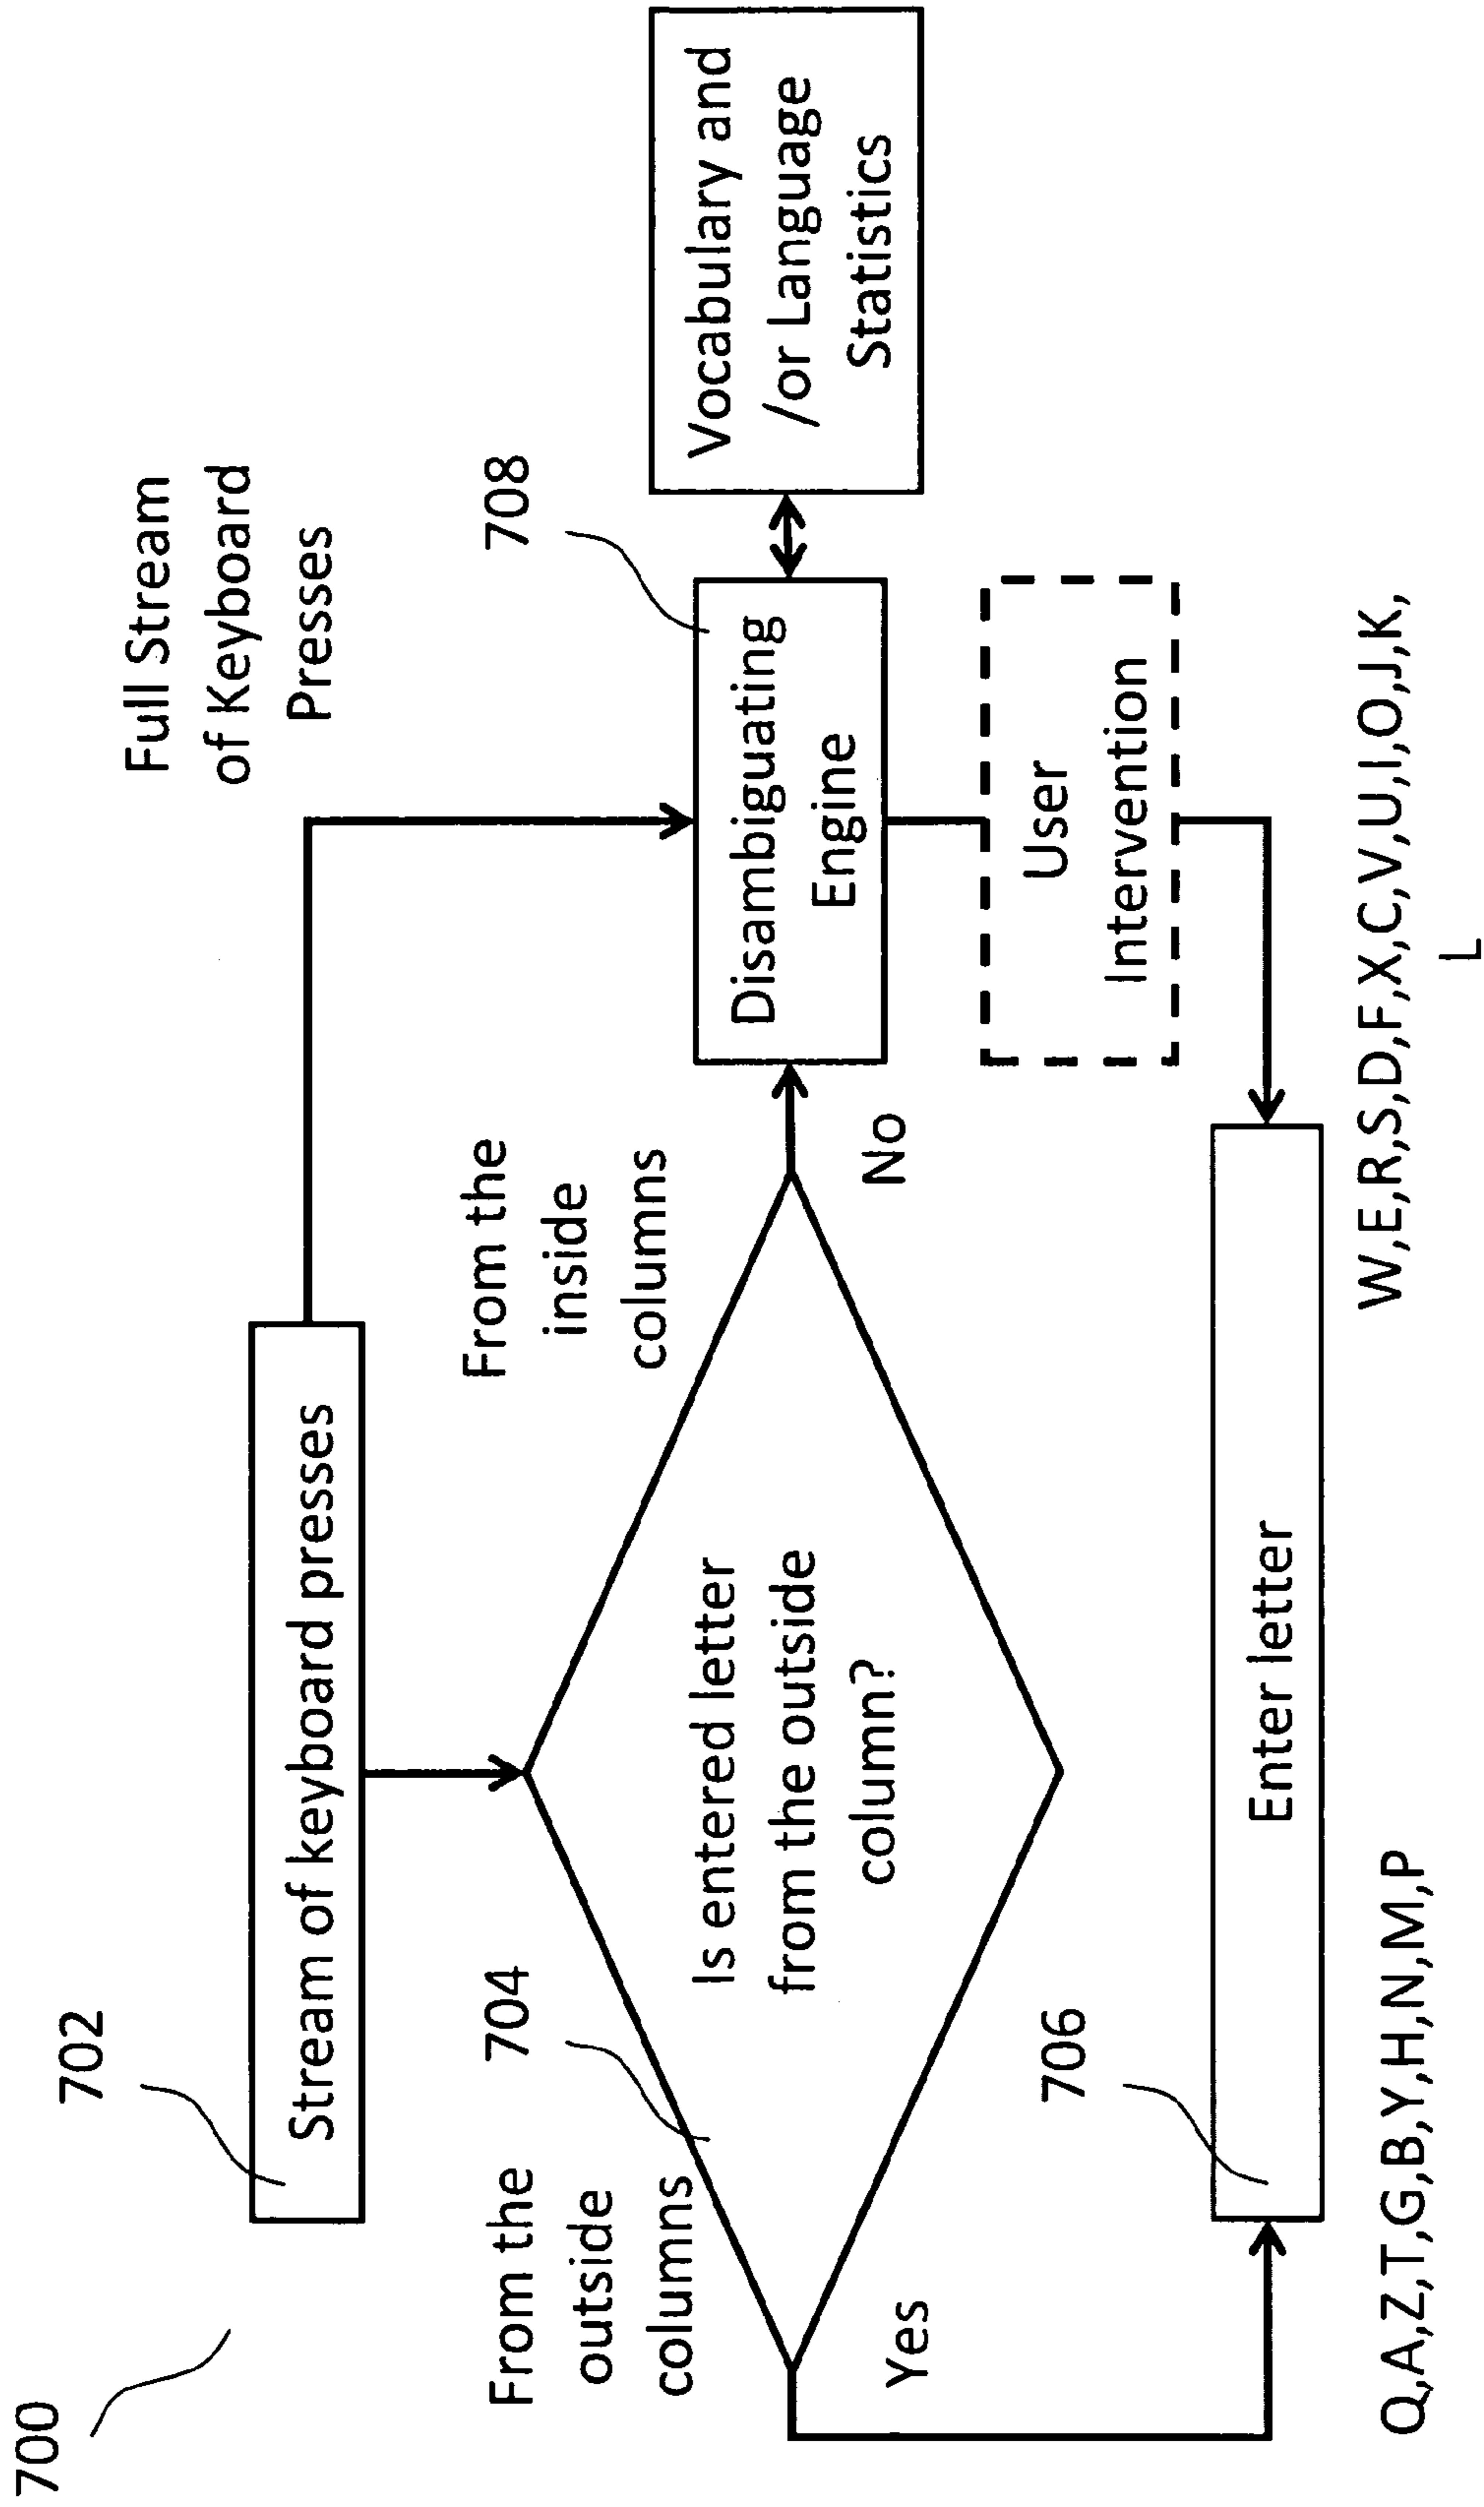 700
702
Stream of keyboard presses
Full Stream
of Keyboard
Presses
From the
outside
columns
704
Is entered letter
from the outside
column?
From the
inside
columns
708
Disambiguating
Engine
Vocabulary and
/or Language
Statistics
Yes
No
User
Intervention
706
Enter letter
Q,A,Z,T,G,B,Y,H,N,M,P
W,E,R,S,D,F,X,C,V,U,I,O,J,K,
L